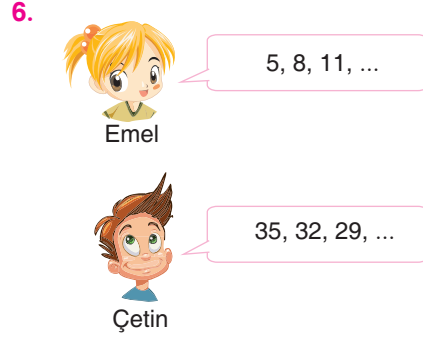 6.
5, 8, 11, ...
Emel
35, 32, 29, ...
Çetin